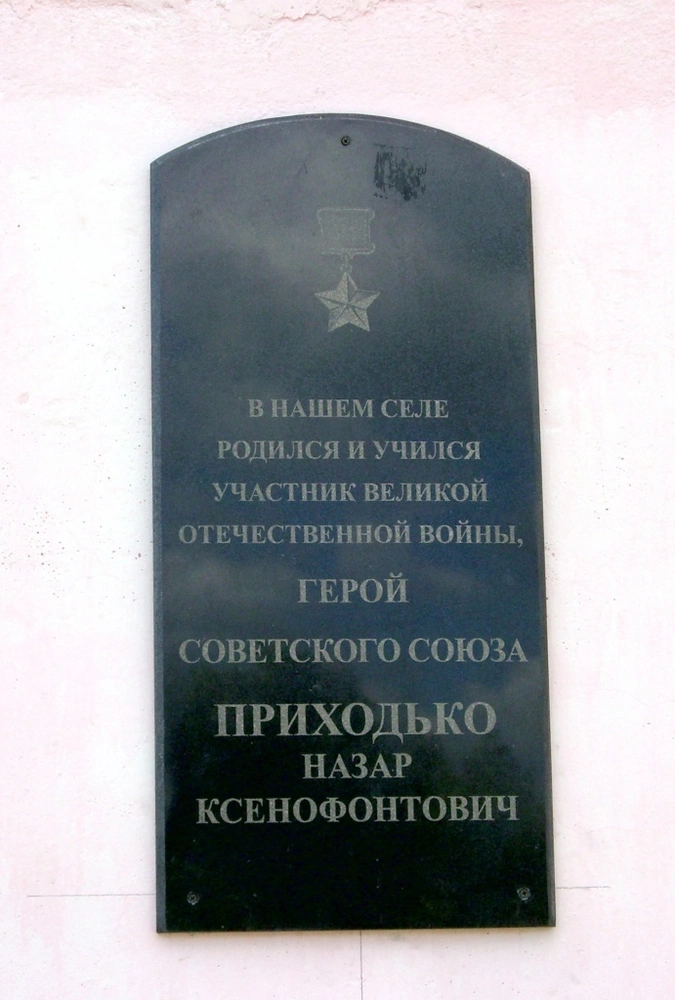 В НАШЕМ СЕЛЕ
РОДИЛСЯ И УЧИЛСЯ
УЧАСТНИК ВЕЛИКОЙ
ОТЕЧЕСТВЕННОЙ ВОЙНЫ,
ГЕРОЙ
СОВЕТСКОГО СОЮЗА
ПРИХОДЬКО
НАЗАР
КСЕНОФОНТОВИЧ